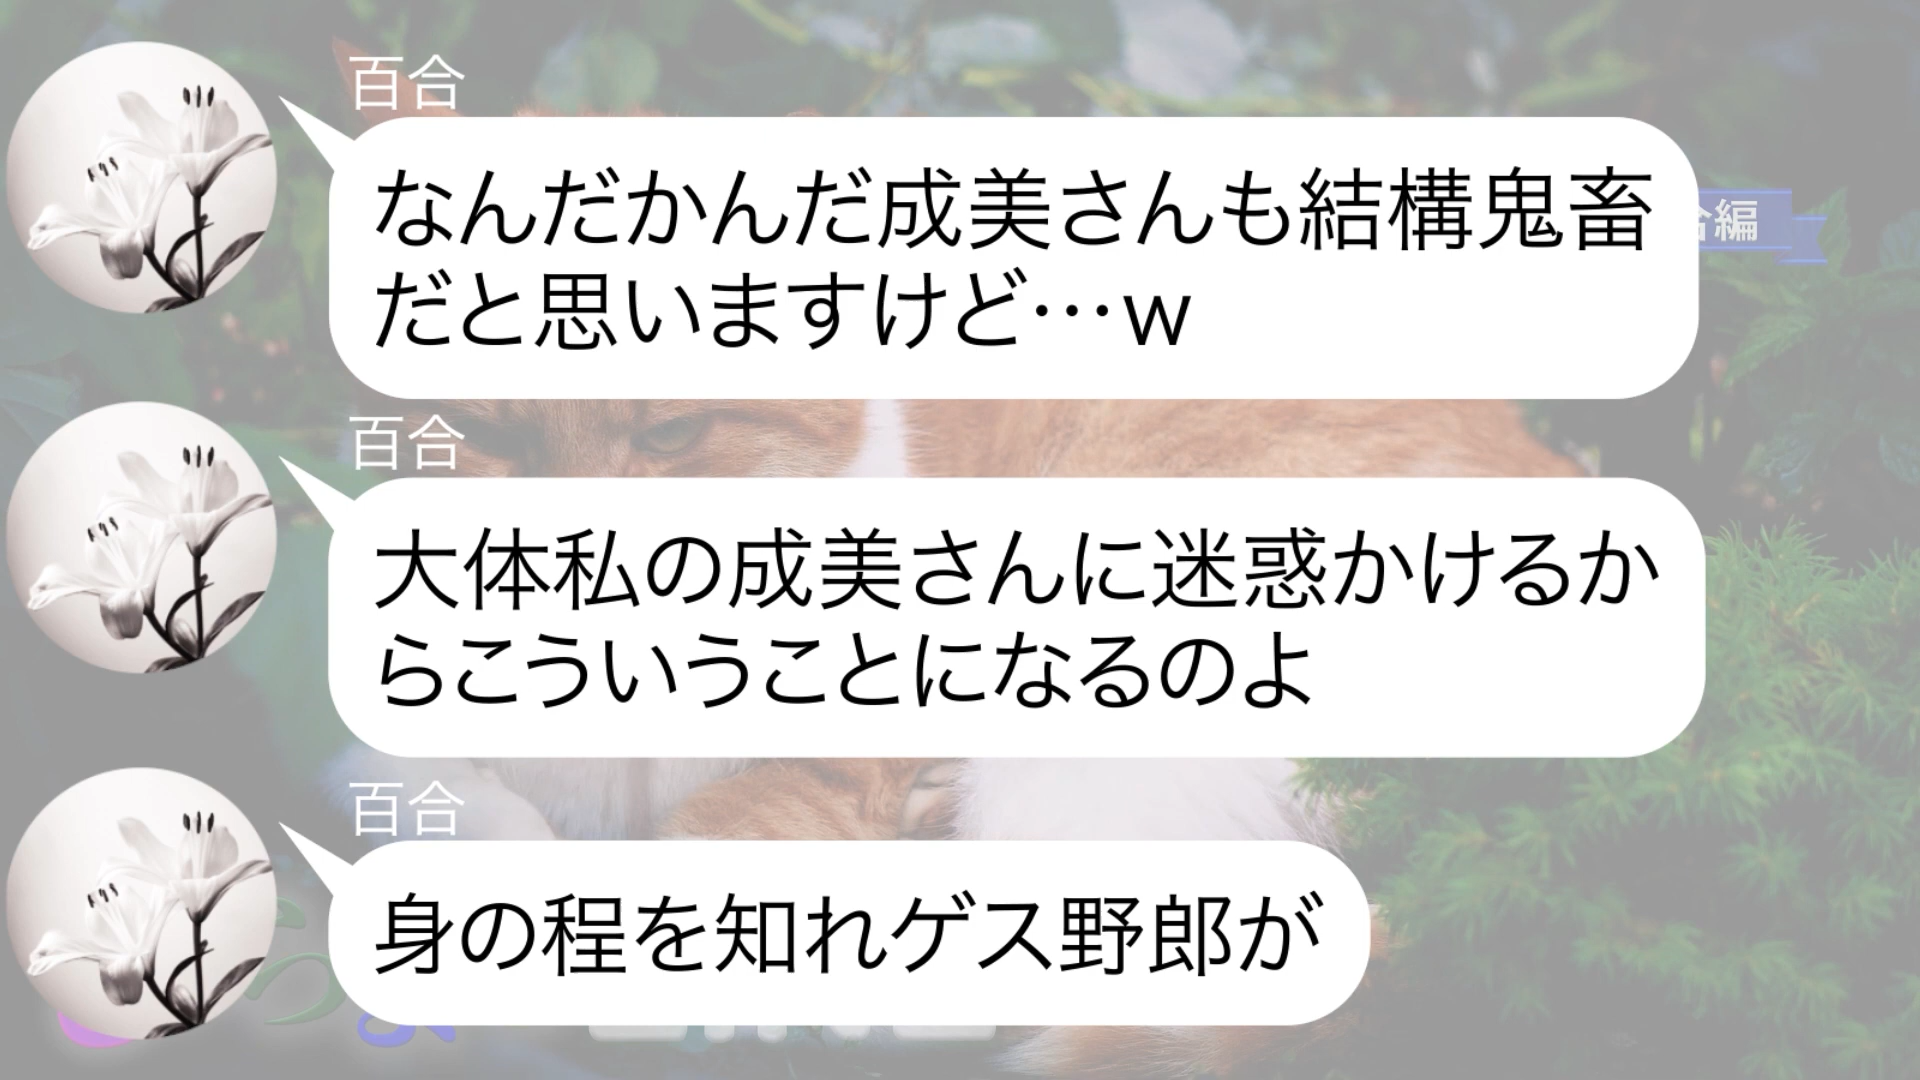 百合
なんだかんだ成美さんも結構鬼畜
だと思いますけど…w
編
百合
大体私の成美さんに迷惑かけるか
らこういうことになるのよ
百合
身の程を知れゲス野郎が